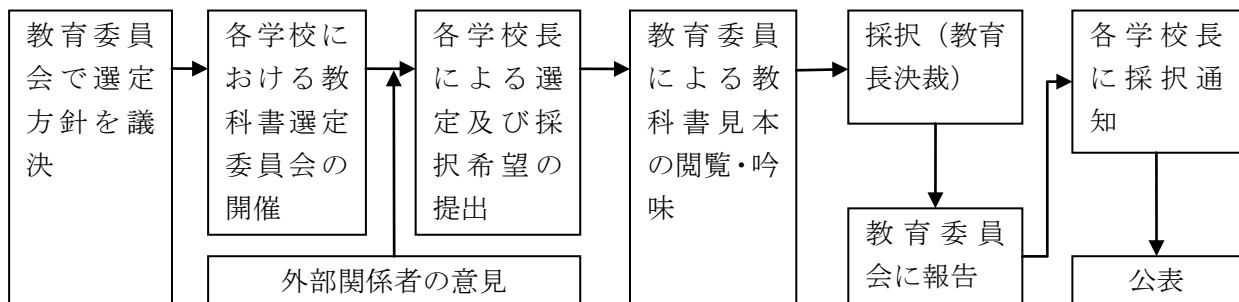 教育委員
会で選定
方針を議
決
各学校に
おける教
科書選定
委員会の
開催
各学校長
による選
定及び採
択希望の
提出
外部関係者の意見
教育委員
による教
科書見本
の閲覧・吟
味
採択（教育
長決裁）
教育委員
会に報告
各学校長
に採択通
知
公表